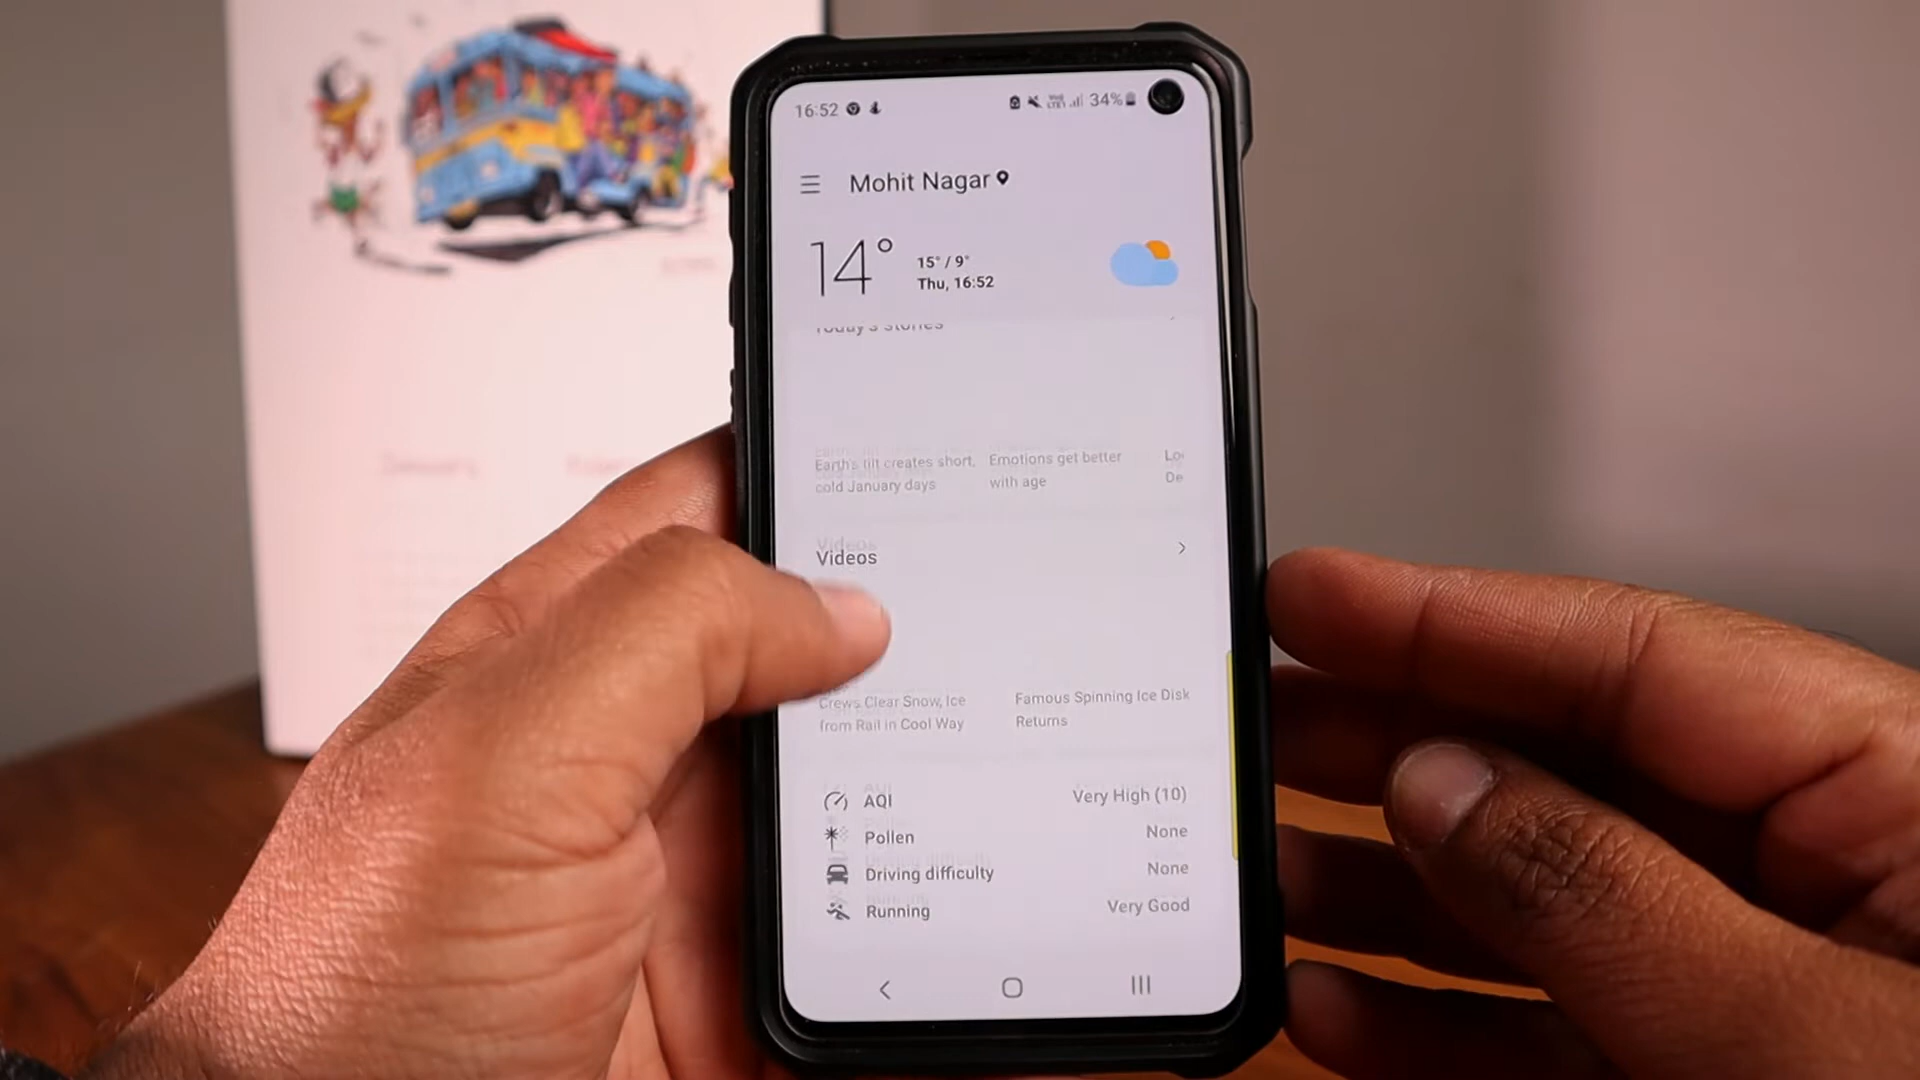 16:52 34%
Mohit Nagar
14° 15° / 9°
Thu, 16:52
Today's stories
Earth's tilt creates short, cold January days
Emotions get better with age
Videos
Crews Clear Snow, Ice from Rail in Cool Way
Famous Spinning Ice Disk Returns
AQI Very High (10)
Pollen None
Driving difficulty None
Running Very Good